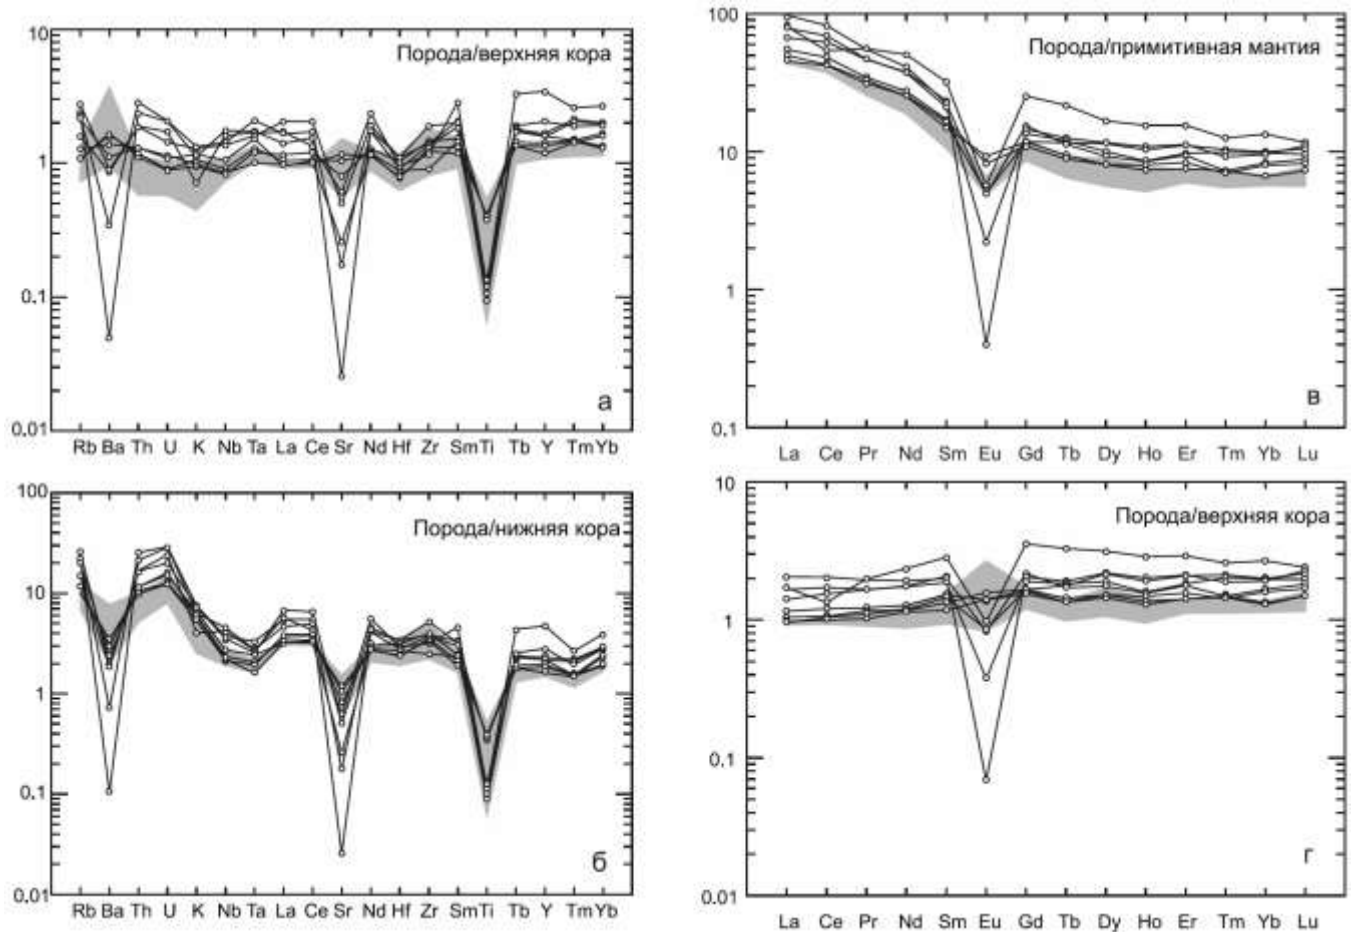 10
Порода/верхняя кора
1
0.1
а
0.01
Rb Ba Th U K Nb Ta La Ce Sr Nd Hf Zr Sm Ti Tb Y Tm Yb
100
Порода/примитивная мантия
10
1
в
0.1
La Ce Pr Nd Sm Eu Gd Tb Dy Ho Er Tm Yb Lu
100
Порода/нижняя кора
10
1
0.1
б
0.01
Rb Ba Th U K Nb Ta La Ce Sr Nd Hf Zr Sm Ti Tb Y Tm Yb
10
Порода/верхняя кора
1
0.1
г
0.01
La Ce Pr Nd Sm Eu Gd Tb Dy Ho Er Tm Yb Lu